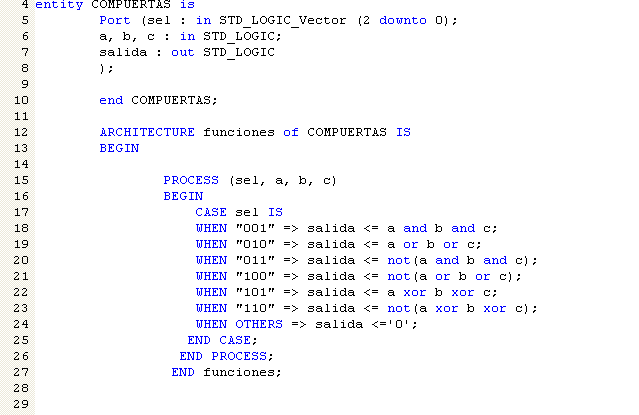 4 entity COMPUERTAS is
5 Port (sel : in STD_LOGIC_Vector (2 downto 0);
6 a, b, c : in STD_LOGIC;
7 salida : out STD_LOGIC
8 );
9
10 end COMPUERTAS;
11
12 ARCHITECTURE funciones of COMPUERTAS IS
13 BEGIN
14
15 PROCESS (sel, a, b, c)
16 BEGIN
17 CASE sel IS
18 WHEN "001" => salida <= a and b and c;
19 WHEN "010" => salida <= a or b or c;
20 WHEN "011" => salida <= not(a and b and c);
21 WHEN "100" => salida <= not(a or b or c);
22 WHEN "101" => salida <= a xor b xor c;
23 WHEN "110" => salida <= not(a xor b xor c);
24 WHEN OTHERS => salida <='0';
25 END CASE;
26 END PROCESS;
27 END funciones;
28
29